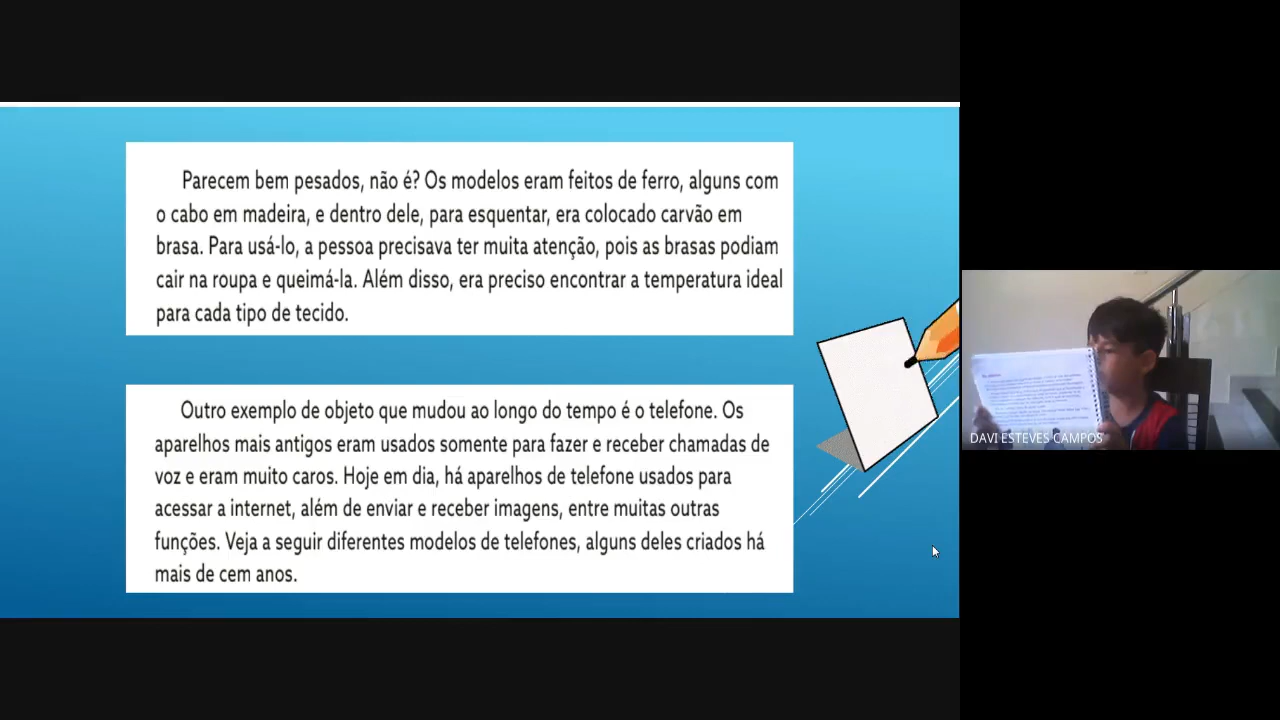 Parecem bem pesados, não é? Os modelos eram feitos de ferro, alguns com
o cabo em madeira, e dentro dele, para esquentar, era colocado carvão em
brasa. Para usá-lo, a pessoa precisava ter muita atenção, pois as brasas podiam
cair na roupa e queimá-la. Além disso, era preciso encontrar a temperatura ideal
para cada tipo de tecido.
Outro exemplo de objeto que mudou ao longo do tempo é o telefone. Os
aparelhos mais antigos eram usados somente para fazer e receber chamadas de
voz e eram muito caros. Hoje em dia, há aparelhos de telefone usados para
acessar a internet, além de enviar e receber imagens, entre muitas outras
funções. Veja a seguir diferentes modelos de telefones, alguns deles criados há
mais de cem anos.
DAVI ESTEVES CAMPOS